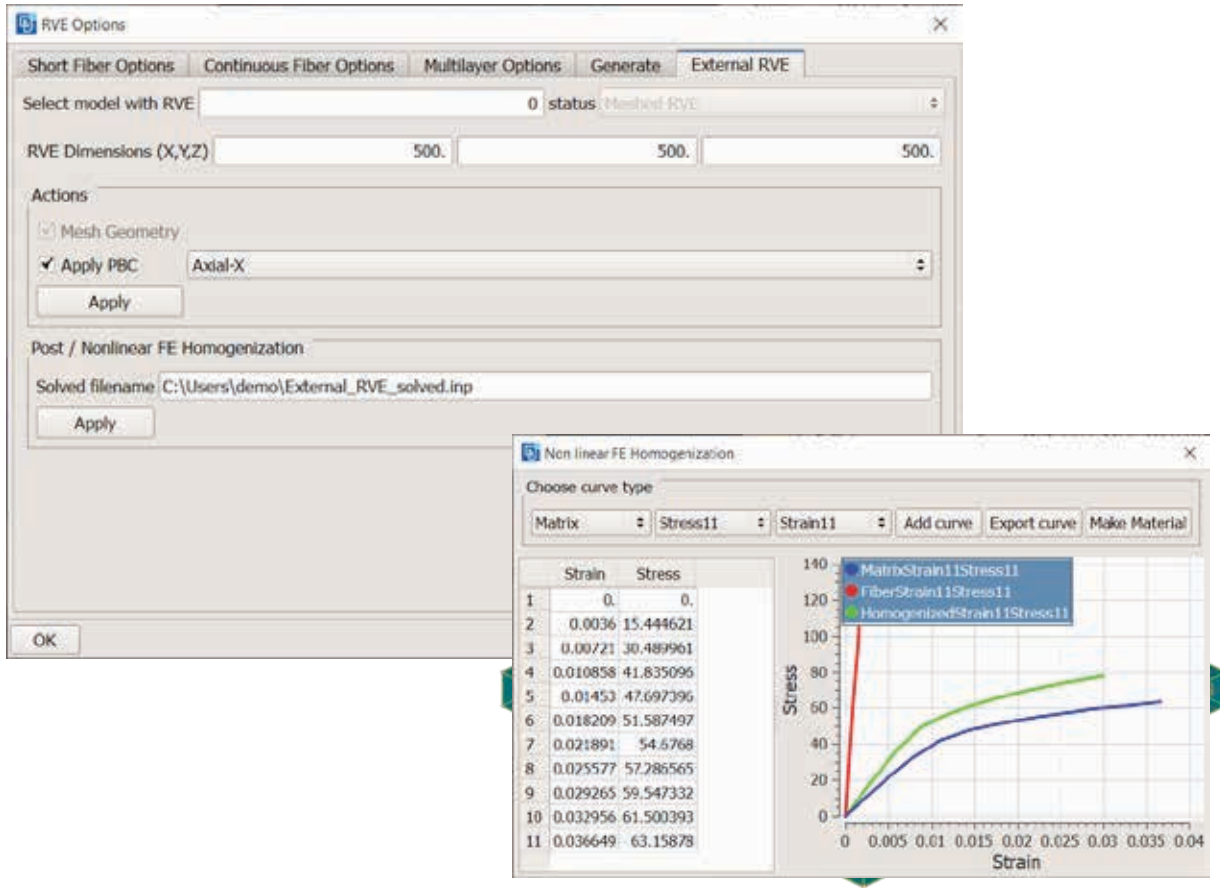 RVE Options
Short Fiber Options Continuous Fiber Options Multilayer Options Generate External RVE
Select model with RVE 0 status Meshed RVE
RVE Dimensions (X,Y,Z) 500. 500. 500.
Actions
Mesh Geometry
Apply PBC Axial-X
Apply
Post / Nonlinear FE Homogenization
Solved filename C:\Users\demo\External_RVE_solved.inp
Apply
OK
Non linear FE Homogenization
Choose curve type
Matrix Stress11 Strain11 Add curve Export curve Make Material
Strain Stress
1 0. 0.
2 0.0036 15.444621
3 0.00721 30.489961
4 0.010858 41.835096
5 0.01453 47.697396
6 0.018209 51.587497
7 0.021891 54.6768
8 0.025577 57.286565
9 0.029265 59.547332
10 0.032956 61.500393
11 0.036649 63.15878
MatrixStrain11Stress11
FiberStrain11Stress11
HomogenizedStrain11Stress11
140
120
100
80
60
40
20
0
Stress
0 0.005 0.01 0.015 0.02 0.025 0.03 0.035 0.04
Strain